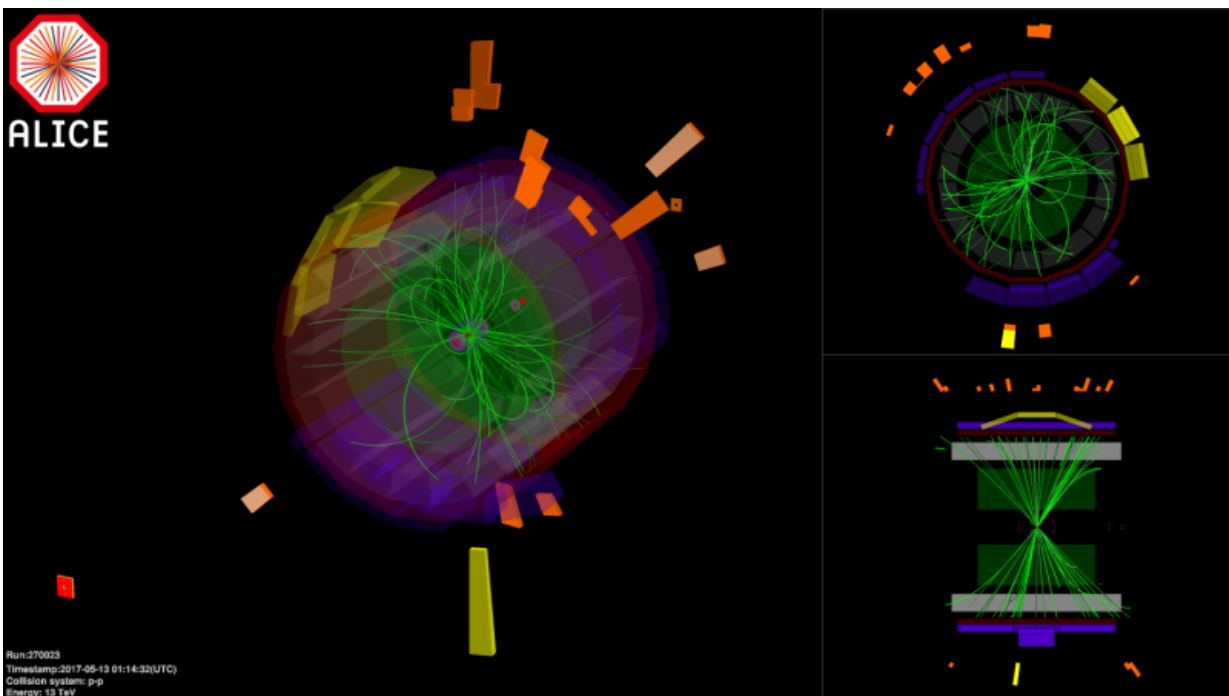 ALICE
Run:270023
Timestamp:2017-05-13 01:14:32(UTC)
Collision system: p-p
Energy: 13 TeV